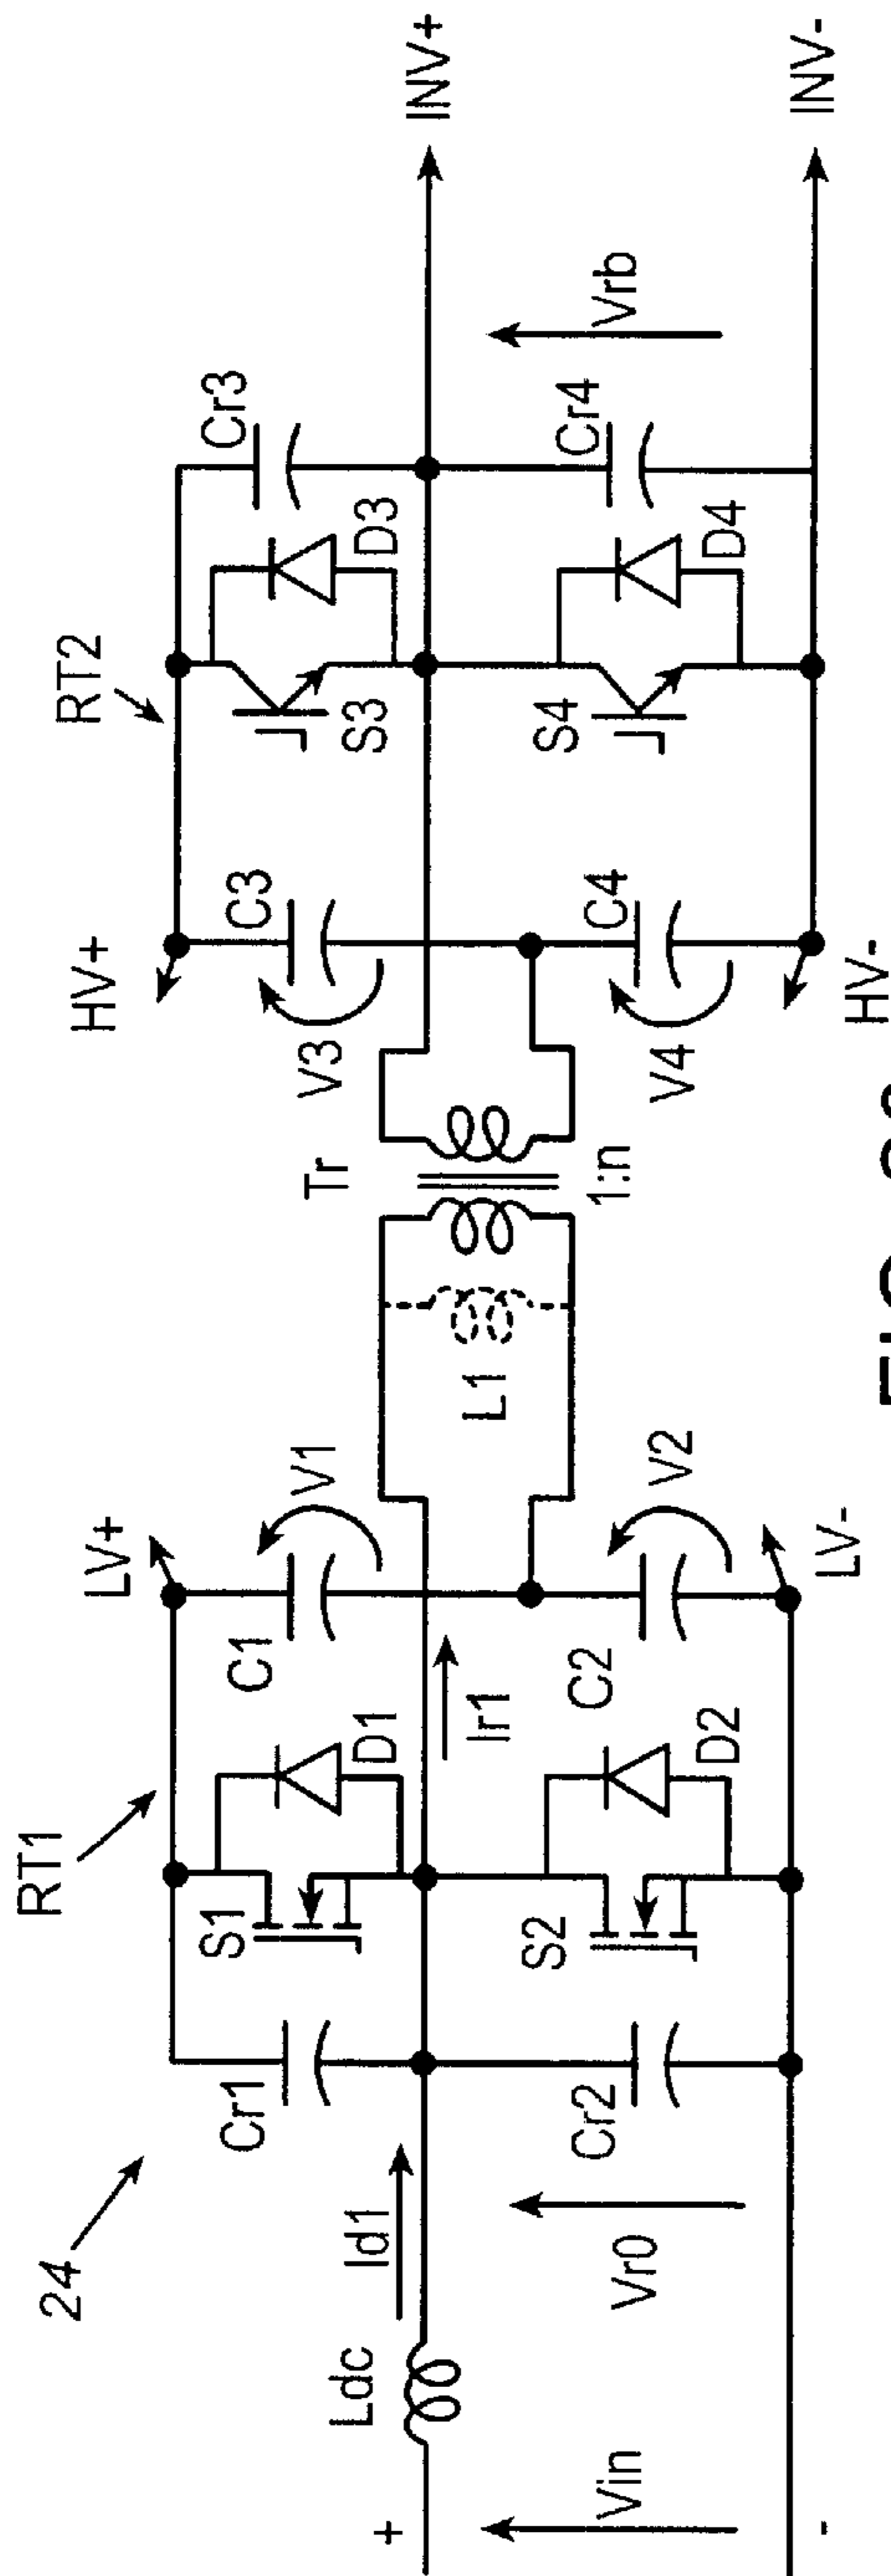 24
RT1
LV+
HV+
RT2
Cr1
S1
D1
C1
V1
Tr
V3
C3
S3
D3
Cr3
INV+
+
Ldc
Id1
Ir1
L1
Vin
Vr0
Cr2
S2
D2
C2
V2
1:n
V4
C4
S4
D4
Cr4
Vrb
INV-
-
LV-
HV-